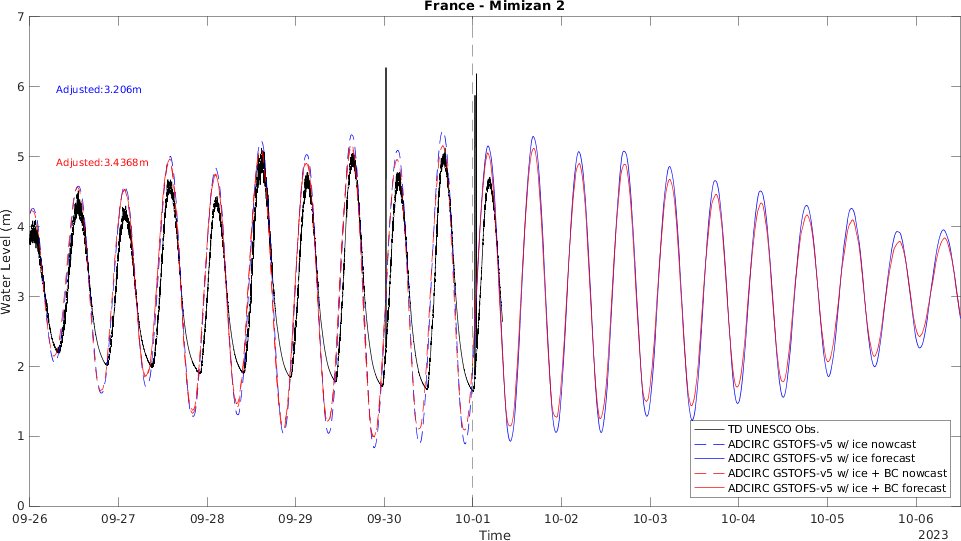 France - Mimizan 2
7
6
5
4
3
2
1
0
Water Level (m)
Adjusted:3.206m
Adjusted:3.4368m
TD UNESCO Obs.
ADCIRC GSTOFS-v5 w/ ice nowcast
ADCIRC GSTOFS-v5 w/ ice forecast
ADCIRC GSTOFS-v5 w/ ice + BC nowcast
ADCIRC GSTOFS-v5 w/ ice + BC forecast
09-26 09-27 09-28 09-29 09-30 10-01 10-02 10-03 10-04 10-05 10-06
2023
Time